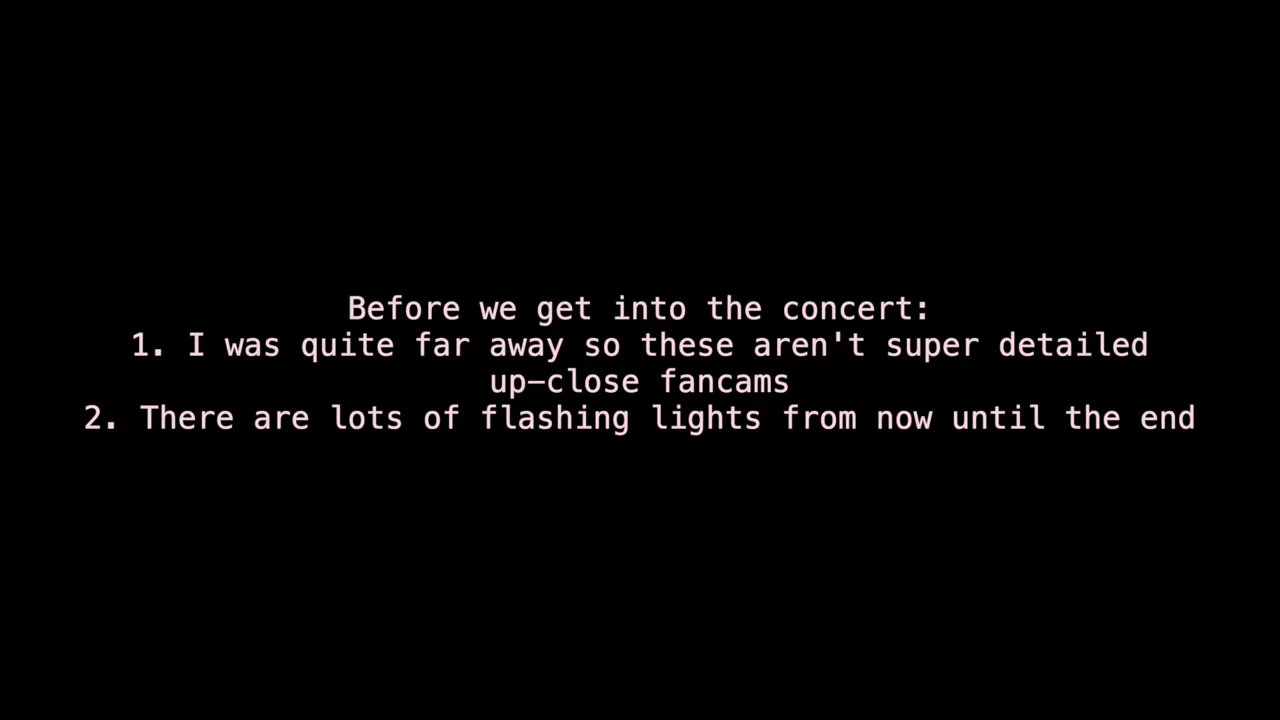 Before we get into the concert:
1. I was quite far away so these aren't super detailed
up-close fancams
2. There are lots of flashing lights from now until the end